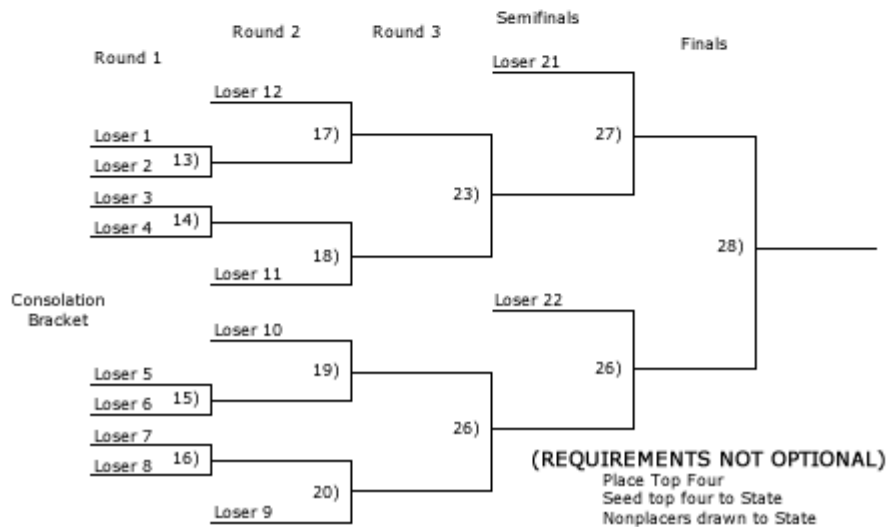 Semifinals
Round 2
Round 3
Finals
Round 1
Loser 21
Loser 12
17)
27)
Loser 1
13)
Loser 2
Loser 3
23)
14)
Loser 4
28)
18)
Loser 11
Consolation
Bracket
Loser 22
Loser 10
19)
26)
Loser 5
15)
Loser 6
26)
Loser 7
16)
Loser 8
(REQUIREMENTS NOT OPTIONAL)
Place Top Four
20)
Seed top four to State
Loser 9
Nonplacers drawn to State